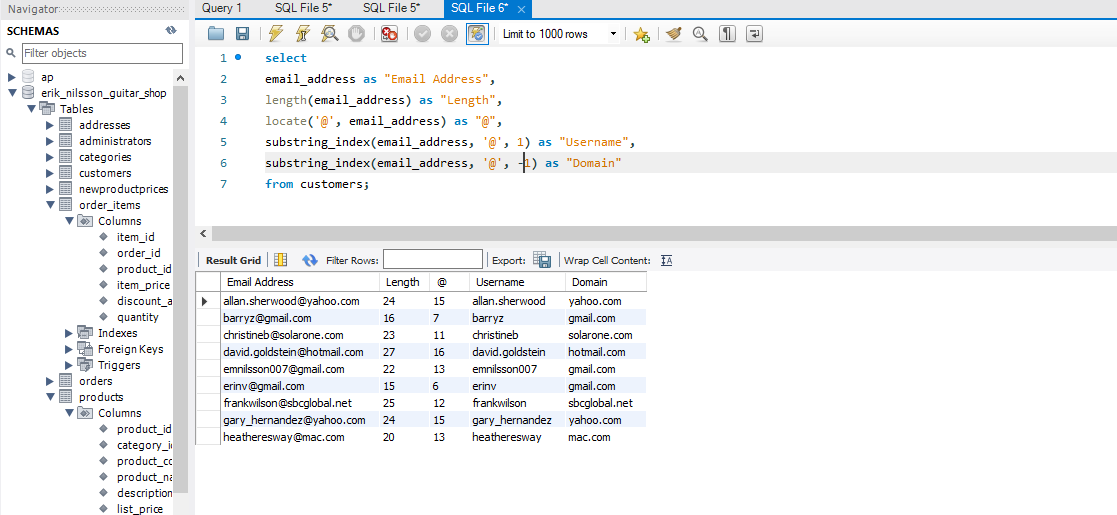 Navigator
Query 1 SQL File 5* SQL File 5* SQL File 6*
SCHEMAS
Filter objects
Limit to 1000 rows
ap
erik_nilsson_guitar_shop
Tables
addresses
administrators
categories
customers
newproductprices
order_items
Columns
item_id
order_id
product_id
item_price
discount_a
quantity
Indexes
Foreign Keys
Triggers
orders
products
Columns
product_id
category_i
product_co
product_na
description
list_price
1 select
2 email_address as "Email Address",
3 length(email_address) as "Length",
4 locate('@', email_address) as "@",
5 substring_index(email_address, '@', 1) as "Username",
6 substring_index(email_address, '@', -1) as "Domain"
7 from customers;
Result Grid Filter Rows: Export: Wrap Cell Content:
Email Address Length @ Username Domain
allan.sherwood@yahoo.com 24 15 allan.sherwood yahoo.com
barryz@gmail.com 16 7 barryz gmail.com
christineb@solarone.com 23 11 christineb solarone.com
david.goldstein@hotmail.com 27 16 david.goldstein hotmail.com
emnilsson007@gmail.com 22 13 emnilsson007 gmail.com
erinv@gmail.com 15 6 erinv gmail.com
frankwilson@sbcglobal.net 25 12 frankwilson sbcglobal.net
gary_hernandez@yahoo.com 24 15 gary_hernandez yahoo.com
heatheresway@mac.com 20 13 heatheresway mac.com